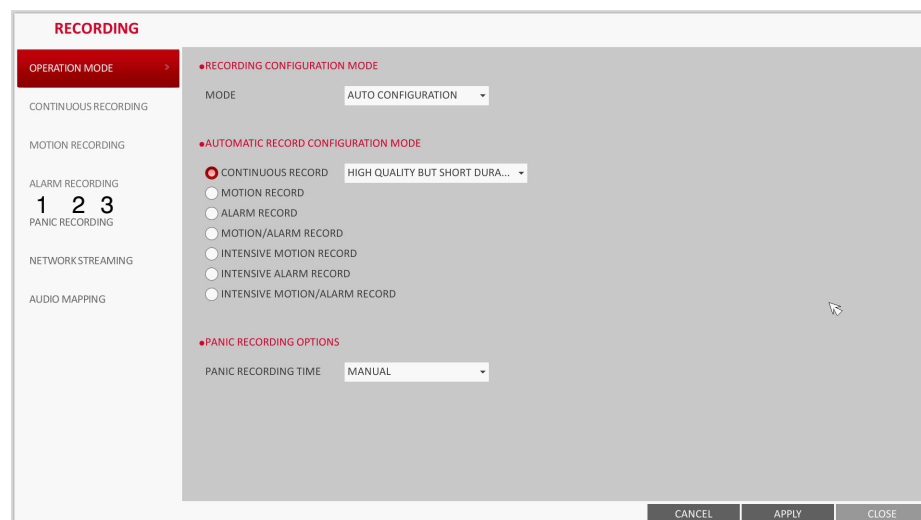 RECORDING
OPERATION MODE >
CONTINUOUS RECORDING
MOTION RECORDING
ALARM RECORDING
1 2 3
PANIC RECORDING
NETWORK STREAMING
AUDIO MAPPING
●RECORDING CONFIGURATION MODE
MODE AUTO CONFIGURATION
●AUTOMATIC RECORD CONFIGURATION MODE
CONTINUOUS RECORD HIGH QUALITY BUT SHORT DURA...
MOTION RECORD
ALARM RECORD
MOTION/ALARM RECORD
INTENSIVE MOTION RECORD
INTENSIVE ALARM RECORD
INTENSIVE MOTION/ALARM RECORD
●PANIC RECORDING OPTIONS
PANIC RECORDING TIME MANUAL
CANCEL APPLY CLOSE